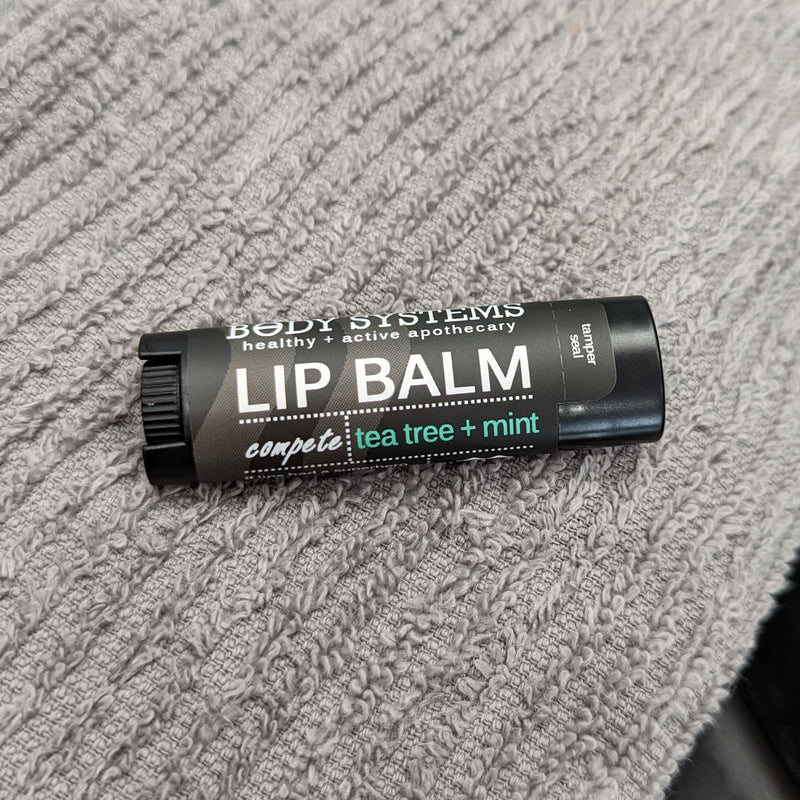 BODY SYSTEMS
healthy + active apothecary
LIP BALM
compete
tea tree + mint
tamper
seal